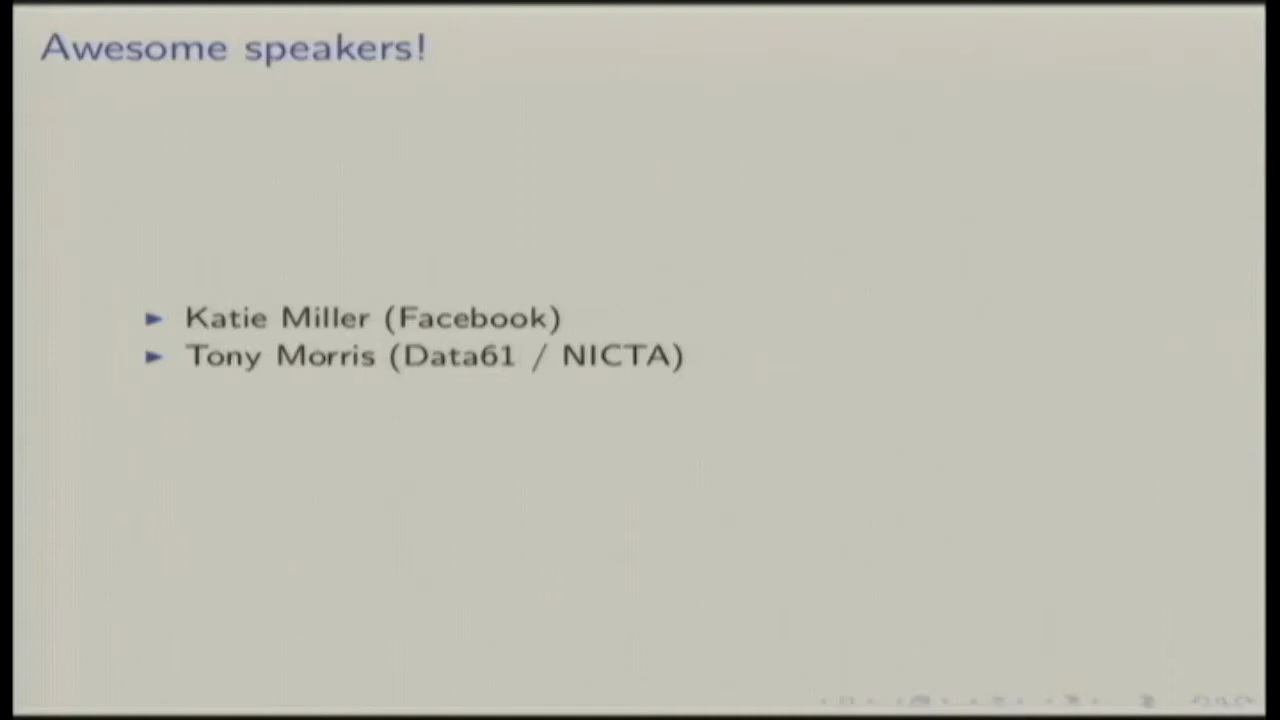 Awesome speakers!
Katie Miller (Facebook)
Tony Morris (Data61 / NICTA)